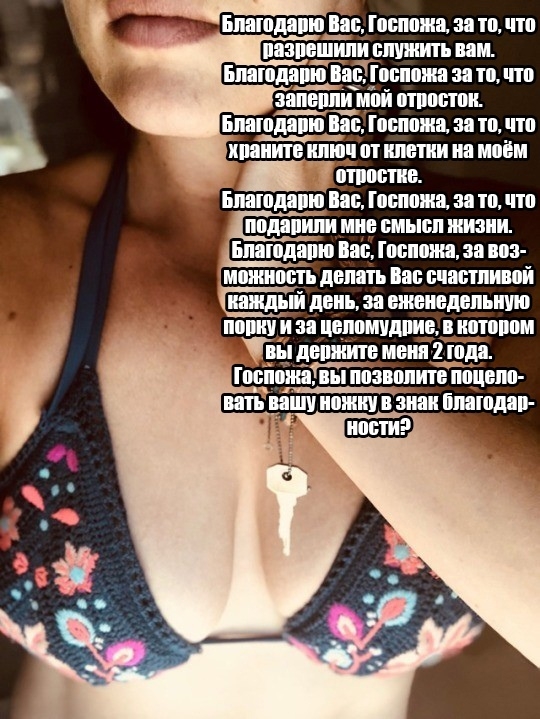 Благодарю Вас, Госпожа, за то, что
разрешили служить вам.
Благодарю Вас, Госпожа за то, что
заперли мой отросток.
Благодарю Вас, Госпожа, за то, что
храните ключ от клетки на моём
отростке.
Благодарю Вас, Госпожа, за то, что
подарили мне смысл жизни.
Благодарю Вас, Госпожа, за воз-
можность делать Вас счастливой
каждый день, за еженедельную
порку и за целомудрие, в котором
вы держите меня 2 года.
Госпожа, вы позволите поцело-
вать вашу ножку в знак благодар-
ности?